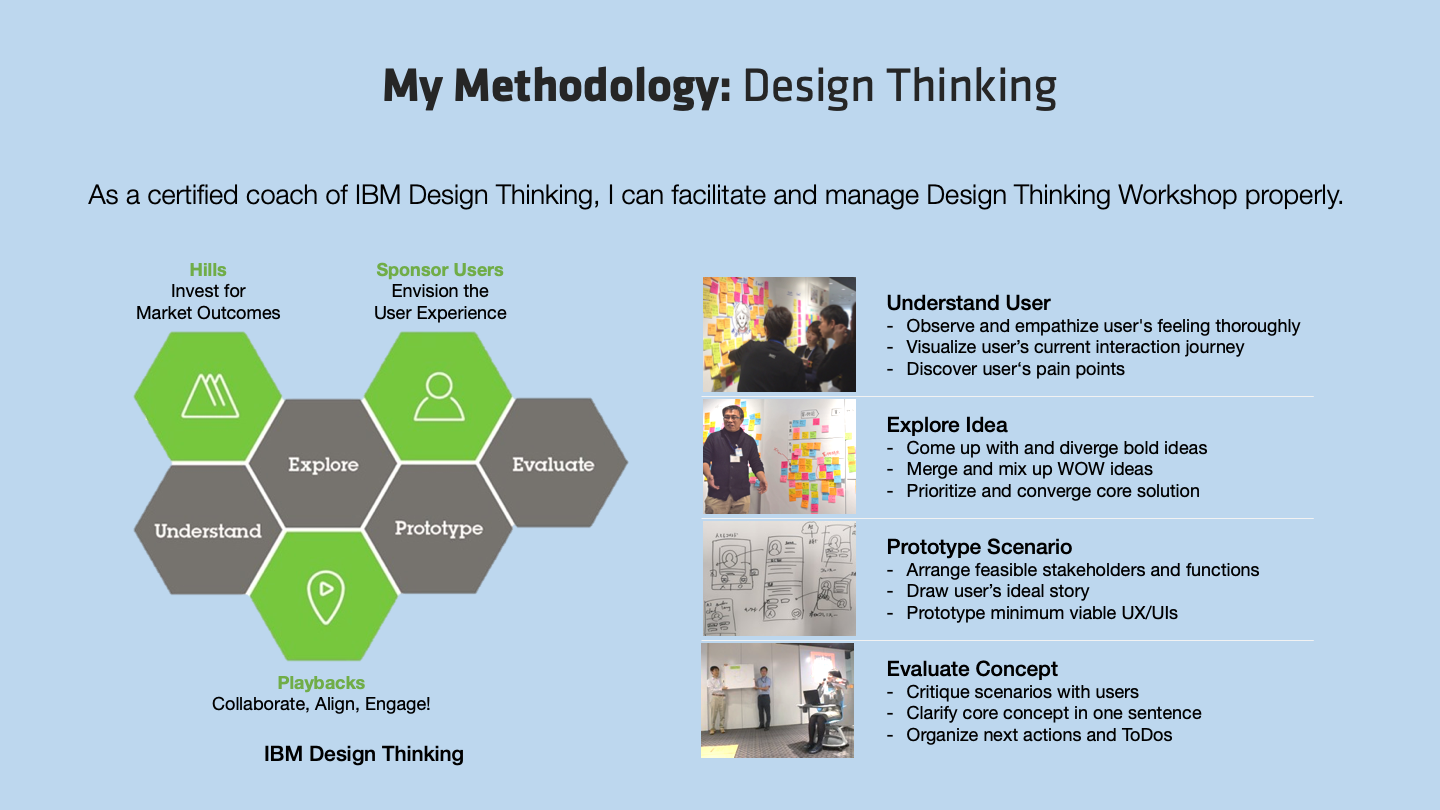 My Methodology: Design Thinking
As a certified coach of IBM Design Thinking, I can facilitate and manage Design Thinking Workshop properly.
Hills
Invest for
Market Outcomes
Sponsor Users
Envision the
User Experience
Explore
Evaluate
Understand
Prototype
Playbacks
Collaborate, Align, Engage!
IBM Design Thinking
Understand User
- Observe and empathize user's feeling thoroughly
- Visualize user’s current interaction journey
- Discover user‘s pain points
Explore Idea
- Come up with and diverge bold ideas
- Merge and mix up WOW ideas
- Prioritize and converge core solution
Prototype Scenario
- Arrange feasible stakeholders and functions
- Draw user’s ideal story
- Prototype minimum viable UX/UIs
Evaluate Concept
- Critique scenarios with users
- Clarify core concept in one sentence
- Organize next actions and ToDos